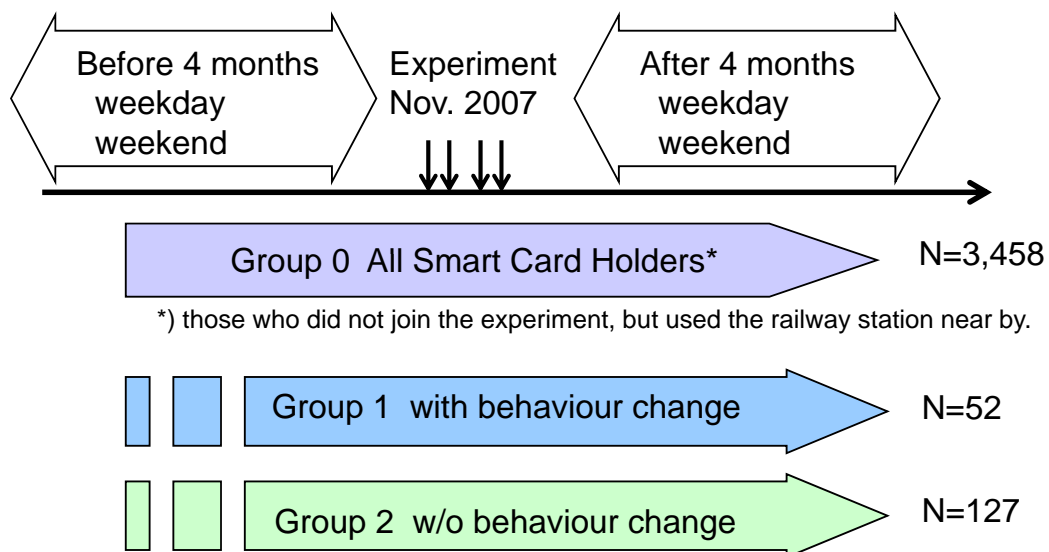 Before 4 months
weekday
weekend
Experiment
Nov. 2007
After 4 months
weekday
weekend
Group 0 All Smart Card Holders*
N=3,458
*) those who did not join the experiment, but used the railway station near by.
Group 1 with behaviour change
N=52
Group 2 w/o behaviour change
N=127